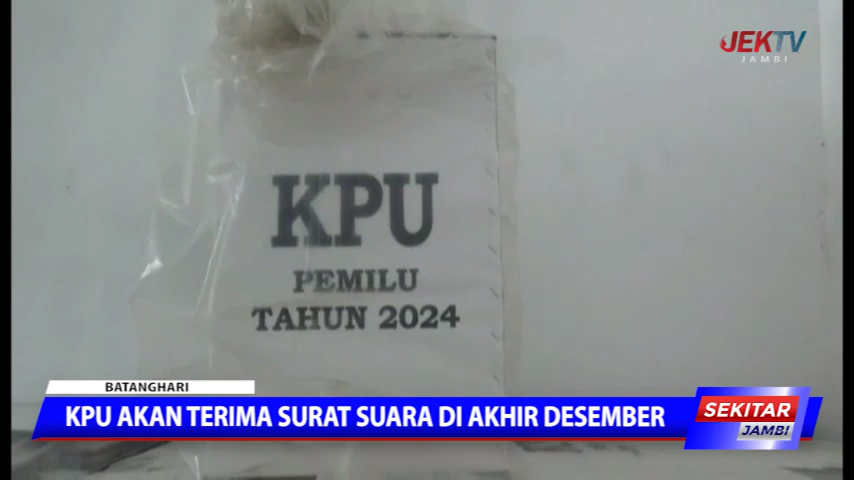 JEKTV
JAMBI
KPU
PEMILU
TAHUN 2024
BATANGHARI
KPU AKAN TERIMA SURAT SUARA DI AKHIR DESEMBER
SEKITAR
JAMBI